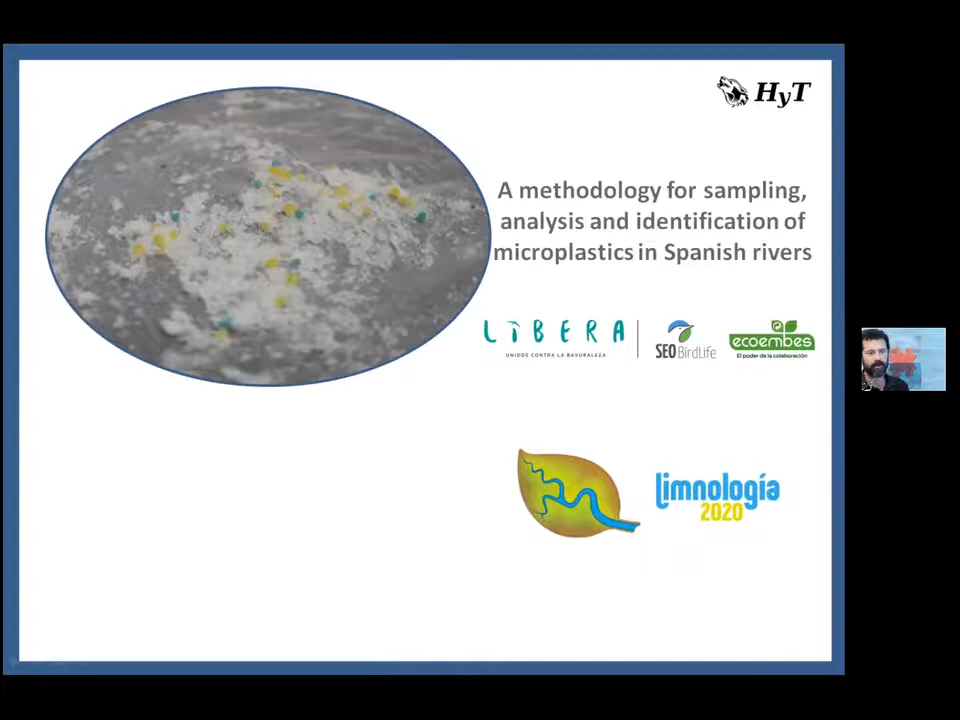 HyT
A methodology for sampling,
analysis and identification of
microplastics in Spanish rivers
LIBERA
UNIDOS CONTRA LA BASURALEZA
SEO BirdLife
ecoembes
El poder de la colaboración
limnología
2020